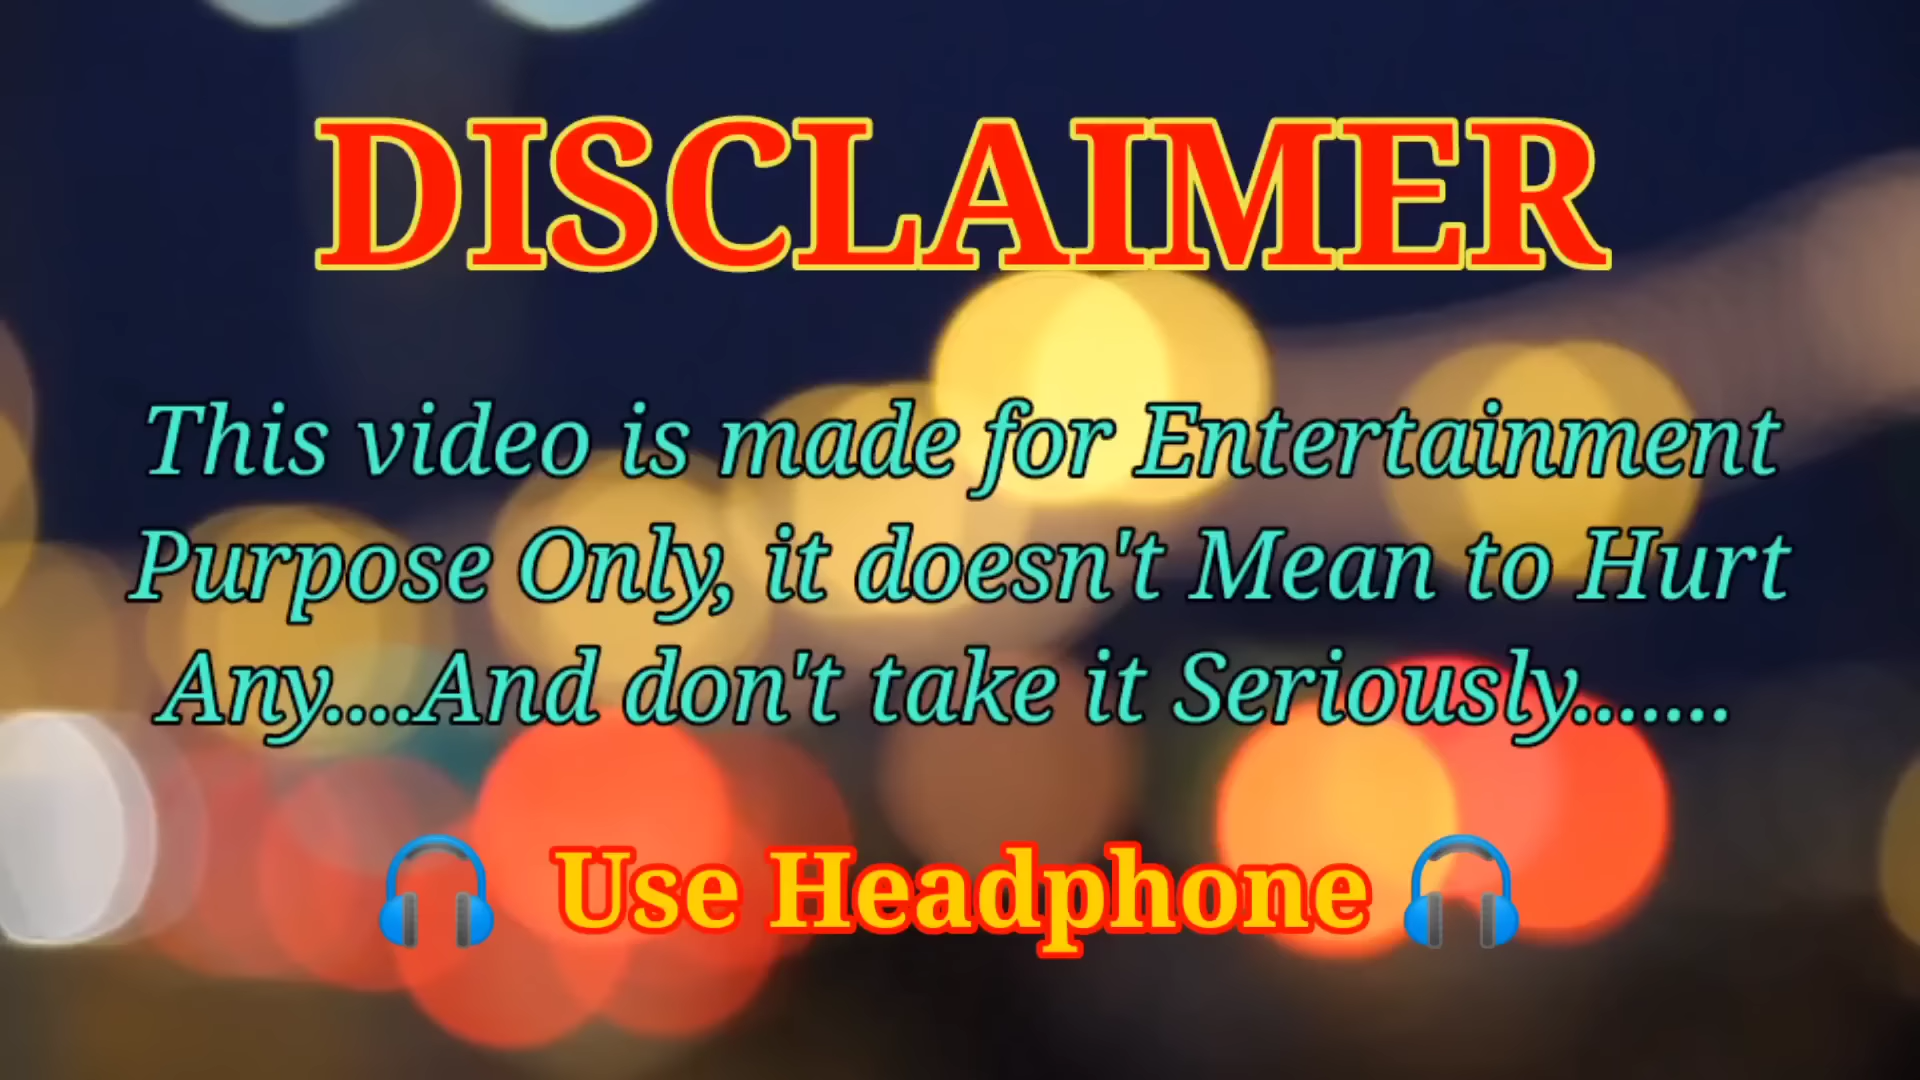 DISCLAIMER
This video is made for Entertainment
Purpose Only, it doesn't Mean to Hurt
Any....And don't take it Seriously.......
🎧 Use Headphone 🎧